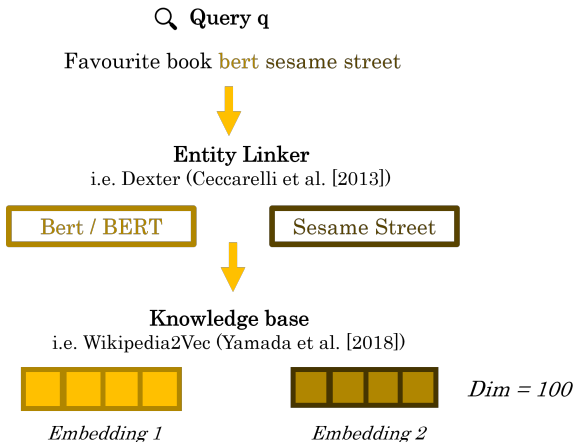 Query q
Favourite book bert sesame street
Entity Linker
i.e. Dexter (Ceccarelli et al. [2013])
Bert / BERT
Sesame Street
Knowledge base
i.e. Wikipedia2Vec (Yamada et al. [2018])
Dim = 100
Embedding 1
Embedding 2